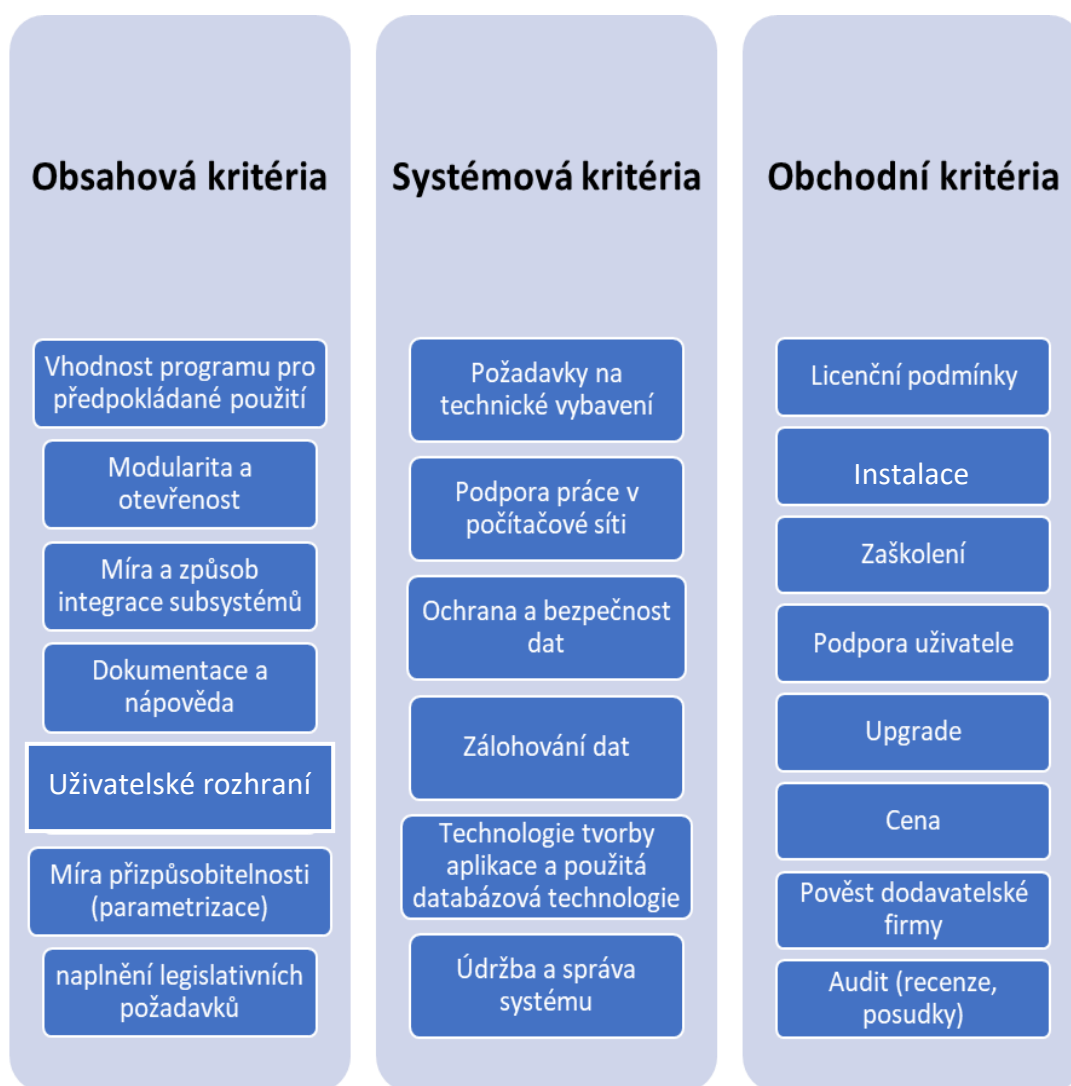 Obsahová kritéria
Vhodnost programu pro
předpokládané použití
Modularita a
otevřenost
Míra a způsob
integrace subsystémů
Dokumentace a
nápověda
Uživatelské rozhraní
Míra přizpůsobitelnosti
(parametrizace)
naplnění legislativních
požadavků
Systémová kritéria
Požadavky na
technické vybavení
Podpora práce v
počítačové síti
Ochrana a bezpečnost
dat
Zálohování dat
Technologie tvorby
aplikace a použitá
databázová technologie
Údržba a správa
systému
Obchodní kritéria
Licenční podmínky
Instalace
Zaškolení
Podpora uživatele
Upgrade
Cena
Pověst dodavatelské
firmy
Audit (recenze,
posudky)